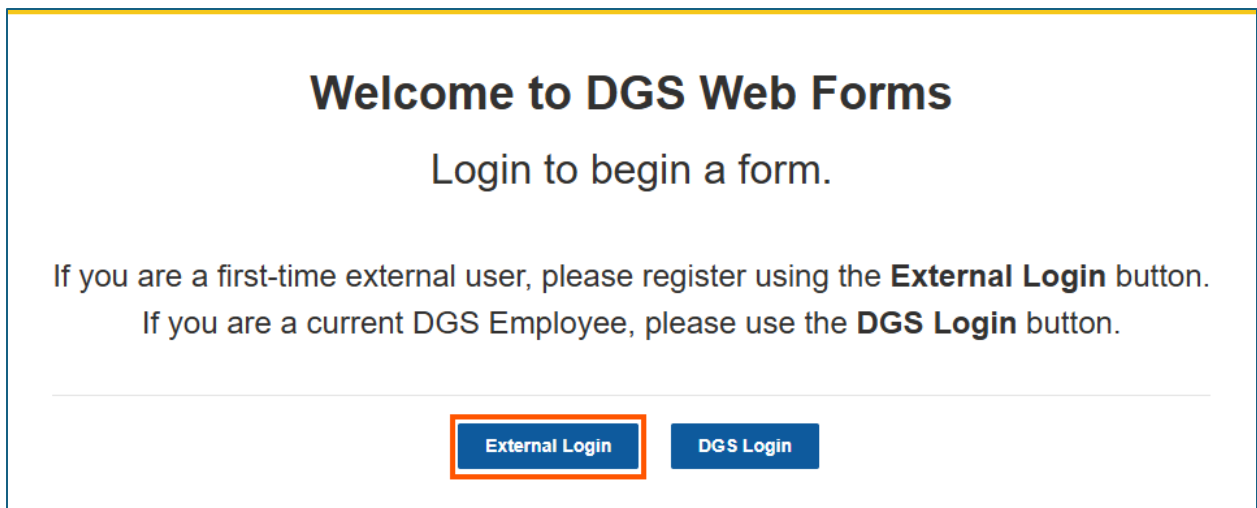 Welcome to DGS Web Forms
Login to begin a form.
If you are a first-time external user, please register using the External Login button.
If you are a current DGS Employee, please use the DGS Login button.
External Login
DGS Login